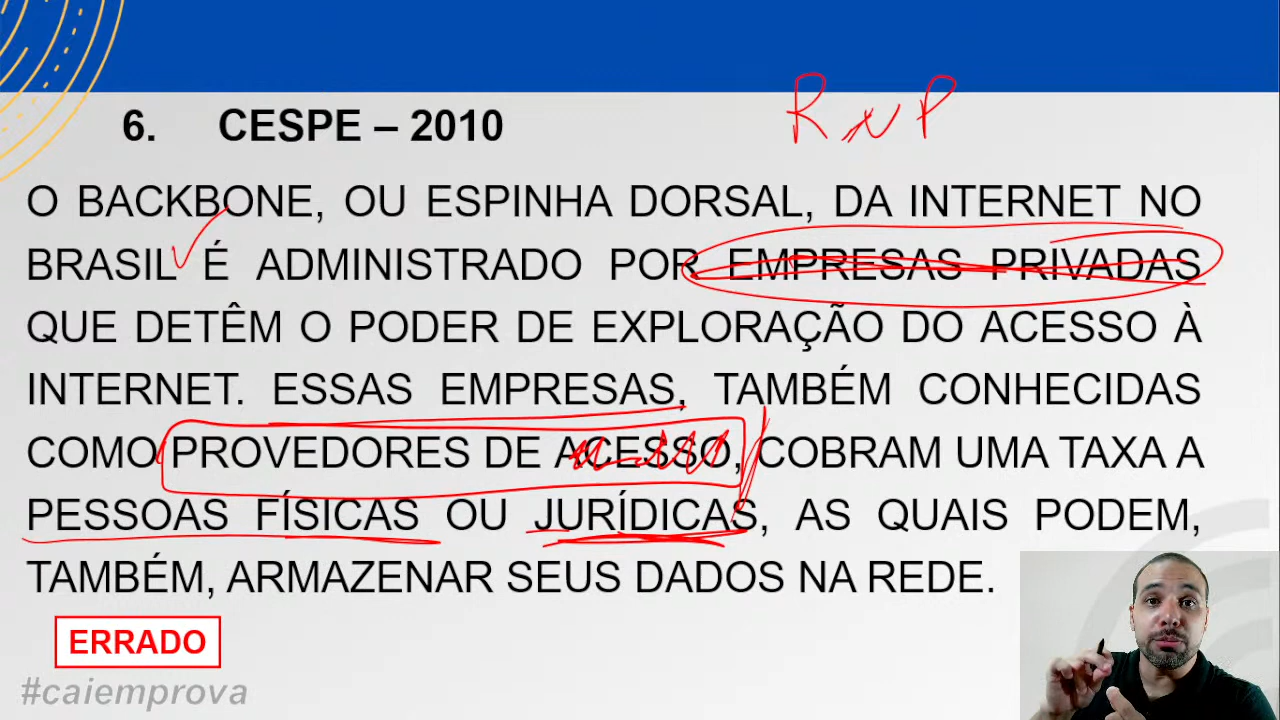 RNP
6. CESPE – 2010
O BACKBONE, OU ESPINHA DORSAL, DA INTERNET NO
BRASIL É ADMINISTRADO POR EMPRESAS PRIVADAS
QUE DETÊM O PODER DE EXPLORAÇÃO DO ACESSO À
INTERNET. ESSAS EMPRESAS, TAMBÉM CONHECIDAS
COMO PROVEDORES DE ACESSO, COBRAM UMA TAXA A
PESSOAS FÍSICAS OU JURÍDICAS, AS QUAIS PODEM,
TAMBÉM, ARMAZENAR SEUS DADOS NA REDE.
ERRADO
#caiemprova